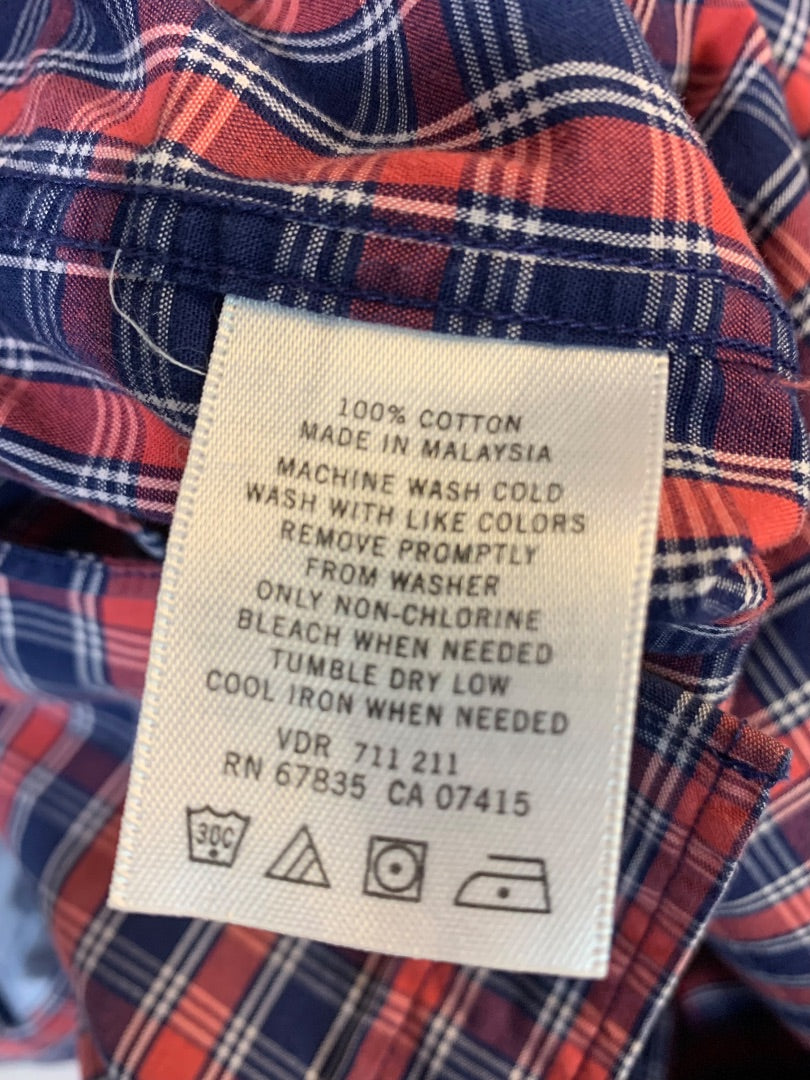 100% COTTON
MADE IN MALAYSIA
MACHINE WASH COLD
WASH WITH LIKE COLORS
REMOVE PROMPTLY
FROM WASHER
ONLY NON-CHLORINE
BLEACH WHEN NEEDED
TUMBLE DRY LOW
COOL IRON WHEN NEEDED
VDR 711 211
RN 67835 CA 07415
30C